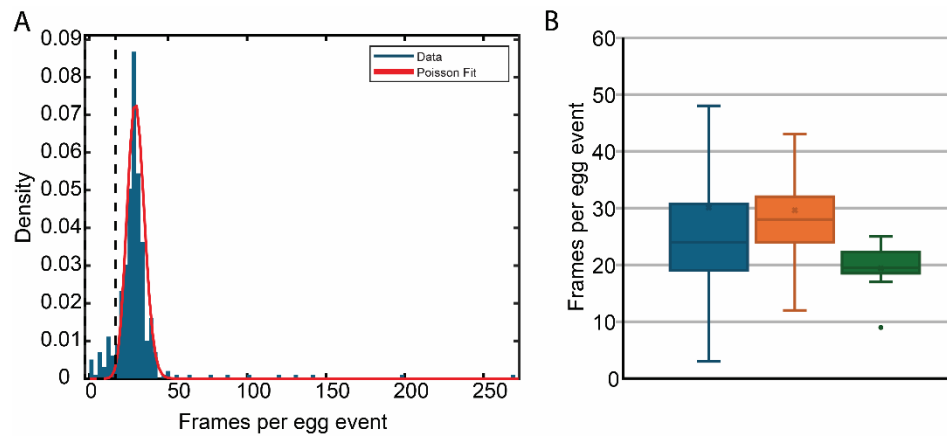 A
0.09
0.08
0.07
0.06
0.05
0.04
0.03
0.02
0.01
0
Density
0 50 100 150 200 250
Frames per egg event
Data
Poisson Fit
B
60
50
40
30
20
10
0
Frames per egg event